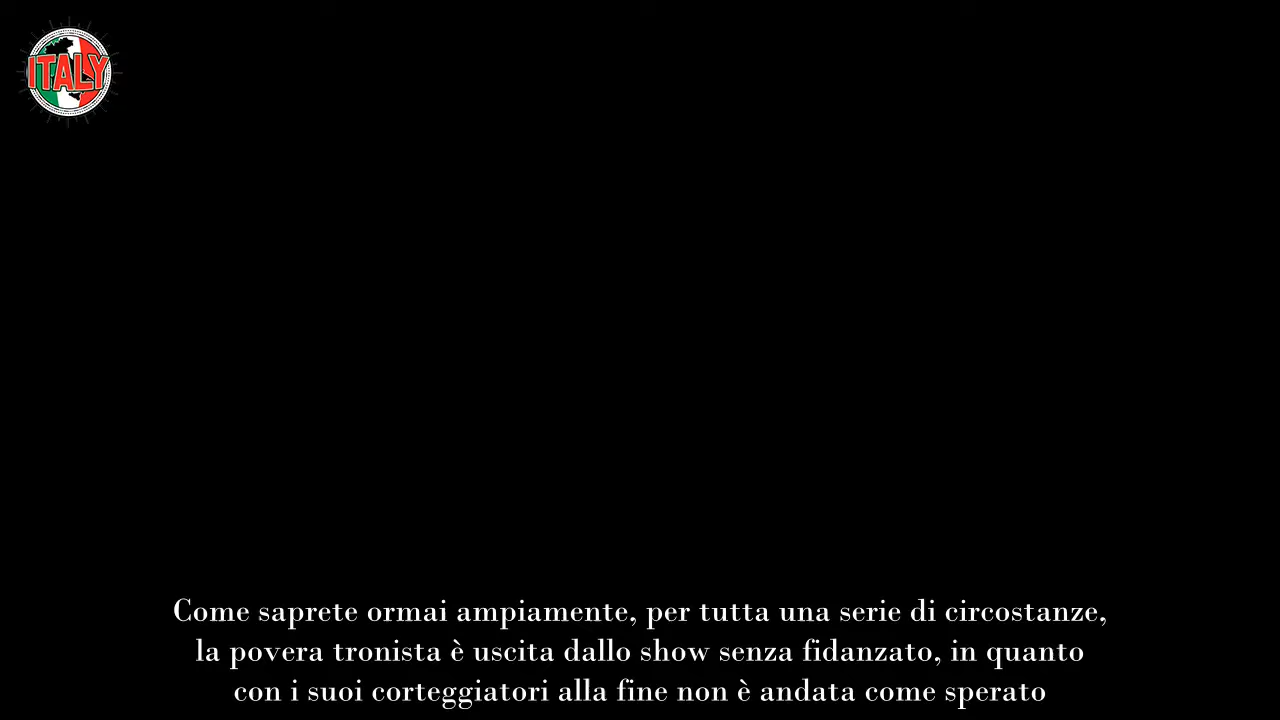 ITALY
Come saprete ormai ampiamente, per tutta una serie di circostanze,
la povera tronista è uscita dallo show senza fidanzato, in quanto
con i suoi corteggiatori alla fine non è andata come sperato